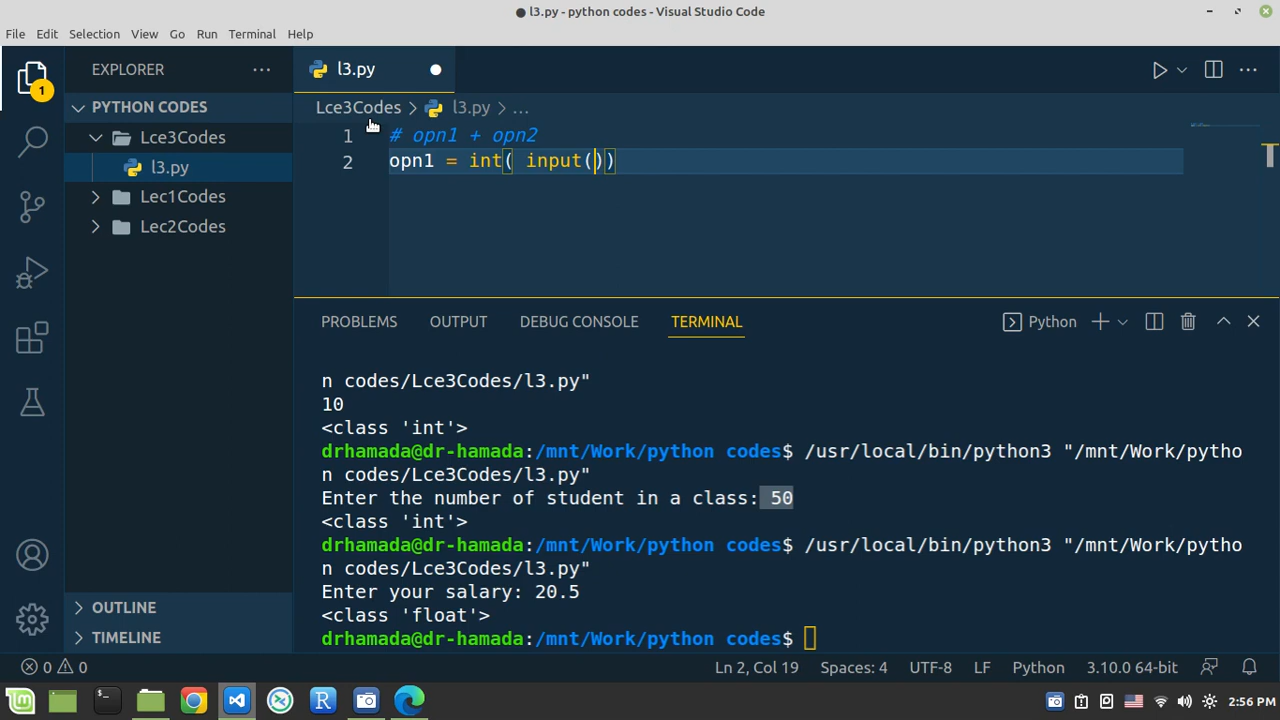 ● l3.py - python codes - Visual Studio Code
File Edit Selection View Go Run Terminal Help
EXPLORER ...
l3.py ●
1
PYTHON CODES
Lce3Codes > l3.py > ...
Lce3Codes
1 # opn1 + opn2
l3.py
2 opn1 = int( input())
Lec1Codes
Lec2Codes
PROBLEMS OUTPUT DEBUG CONSOLE TERMINAL
Python
n codes/Lce3Codes/l3.py"
10
<class 'int'>
drhamada@dr-hamada:/mnt/Work/python codes$ /usr/local/bin/python3 "/mnt/Work/pytho
n codes/Lce3Codes/l3.py"
Enter the number of student in a class: 50
<class 'int'>
drhamada@dr-hamada:/mnt/Work/python codes$ /usr/local/bin/python3 "/mnt/Work/pytho
n codes/Lce3Codes/l3.py"
Enter your salary: 20.5
<class 'float'>
drhamada@dr-hamada:/mnt/Work/python codes$
OUTLINE
TIMELINE
0 0
Ln 2, Col 19 Spaces: 4 UTF-8 LF Python 3.10.0 64-bit
R
2:56 PM